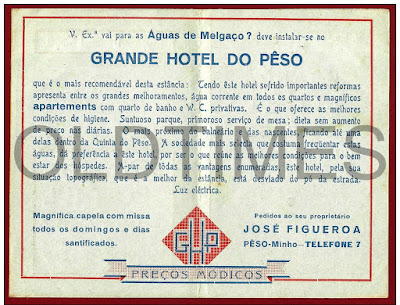 V. Ex.ª vai para as Águas de Melgaço? deve instalar-se no
GRANDE HOTEL DO PÊSO
que é o mais recomendável desta estância: Tendo êste hotel sofrido importantes reformas
apresenta entre os grandes melhoramentos, água corrente em todos os quartos e magníficos
apartements com quarto de banho e W. C. privativas. É o que oferece as melhores
condições de higiene. Suntuoso parque, primoroso serviço de mesa; dieta sem aumento
de preço nas diárias. O mais próximo do balneário e das nascentes, ficando até uma
delas dentro da Quinta do Pêso. A sociedade mais selecta que costuma freqüentar estas
águas, dá preferência a êste hotel, por ser o que reune as melhores condições para o bem
estar dos hóspedes. A-par de tôdas as vantagens enumeradas, êste hotel, pela sua
situação topográfica, que é a melhor da estância, está desviado do pó da estrada.
Luz eléctrica.
OLDTIMES
Magnífica capela com missa
todos os domingos e dias
santificados.
GHP
Pedidos ao seu proprietário
JOSÉ FIGUEROA
PÊSO-Minho—TELEFONE 7
PREÇOS MÓDICOS